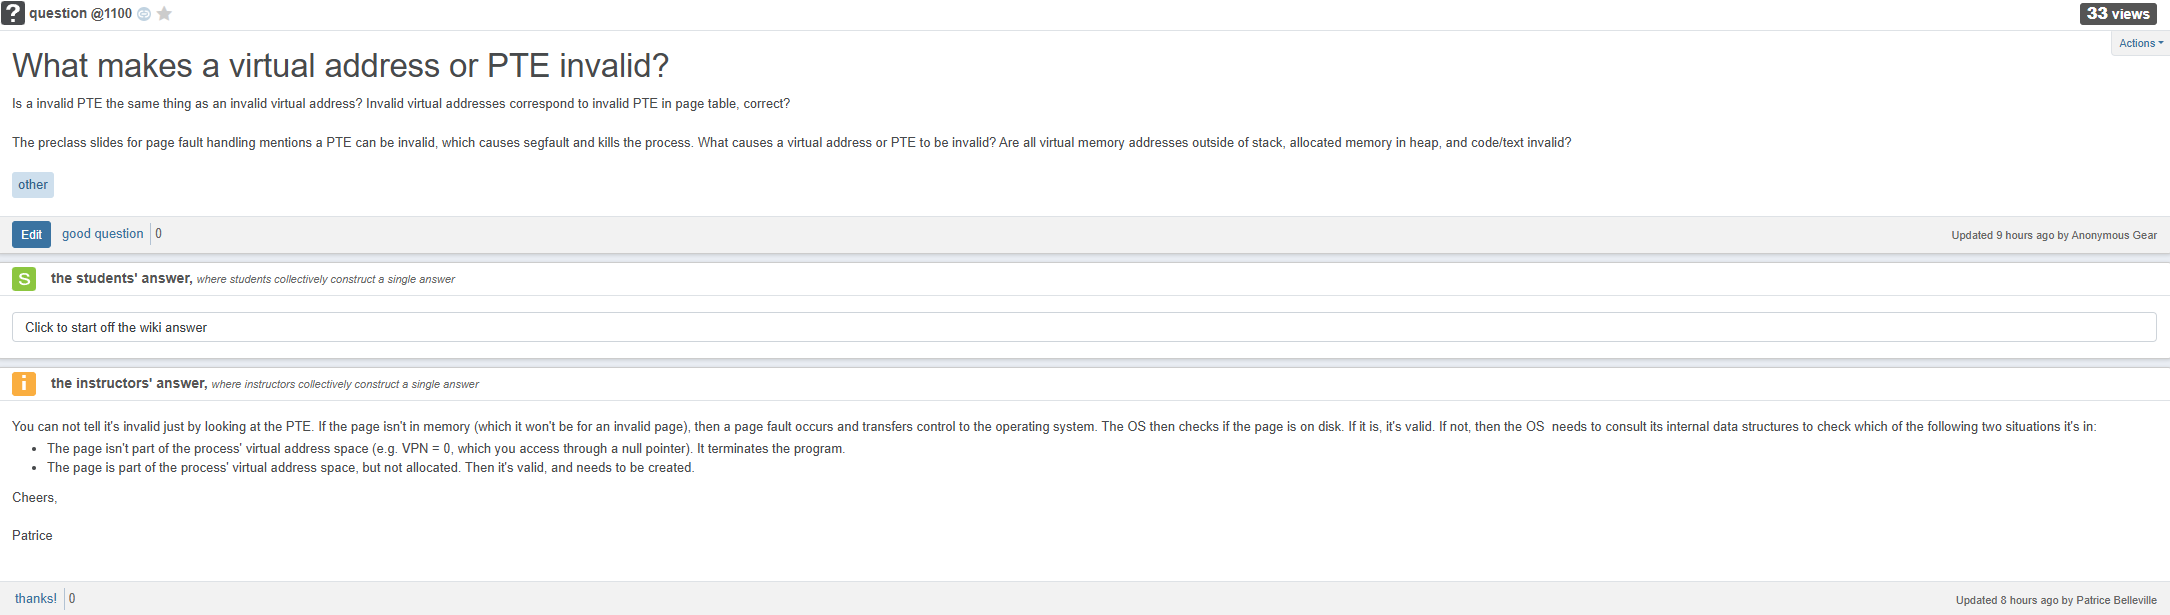 ? question @1100
33 views
Actions
What makes a virtual address or PTE invalid?
Is a invalid PTE the same thing as an invalid virtual address? Invalid virtual addresses correspond to invalid PTE in page table, correct?
The preclass slides for page fault handling mentions a PTE can be invalid, which causes segfault and kills the process. What causes a virtual address or PTE to be invalid? Are all virtual memory addresses outside of stack, allocated memory in heap, and code/text invalid?
other
Edit good question 0
Updated 9 hours ago by Anonymous Gear
S the students' answer, where students collectively construct a single answer
Click to start off the wiki answer
i the instructors' answer, where instructors collectively construct a single answer
You can not tell it's invalid just by looking at the PTE. If the page isn't in memory (which it won't be for an invalid page), then a page fault occurs and transfers control to the operating system. The OS then checks if the page is on disk. If it is, it's valid. If not, then the OS needs to consult its internal data structures to check which of the following two situations it's in:
• The page isn't part of the process' virtual address space (e.g. VPN = 0, which you access through a null pointer). It terminates the program.
• The page is part of the process' virtual address space, but not allocated. Then it's valid, and needs to be created.
Cheers,
Patrice
thanks! 0
Updated 8 hours ago by Patrice Belleville